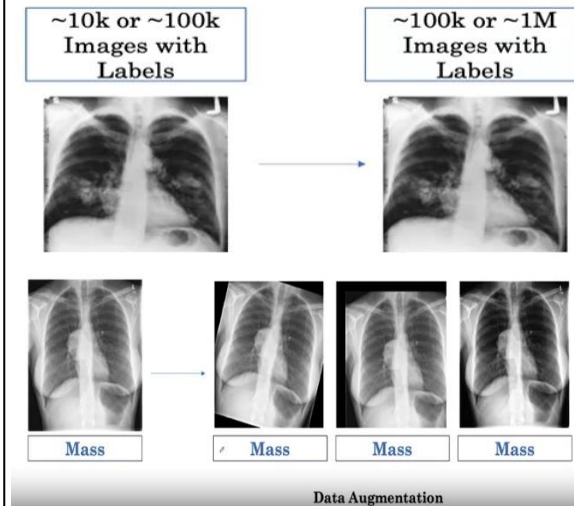 ~10k or ~100k
Images with
Labels
~100k or ~1M
Images with
Labels
Mass
Mass
Mass
Mass
Data Augmentation